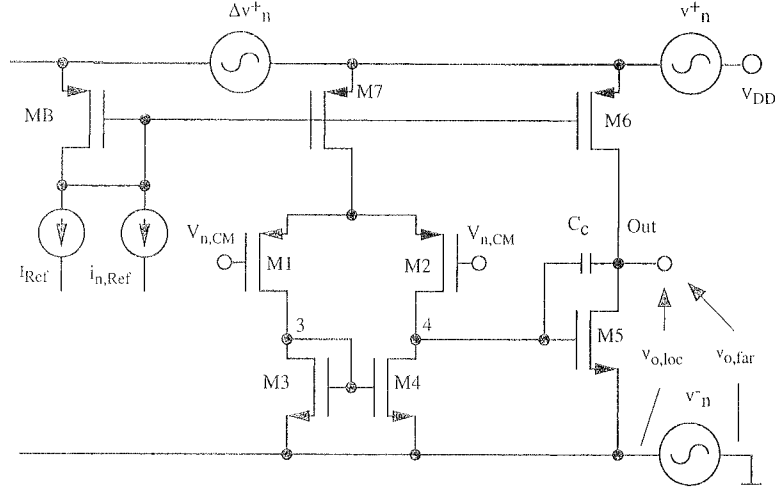 Δv⁺n
v⁺n
MB
M7
M6
VDD
IRef
in,Ref
Vn,CM
M1
M2
Vn,CM
Cc
Out
3
4
M5
M3
M4
vo,loc
vo,far
v⁻n